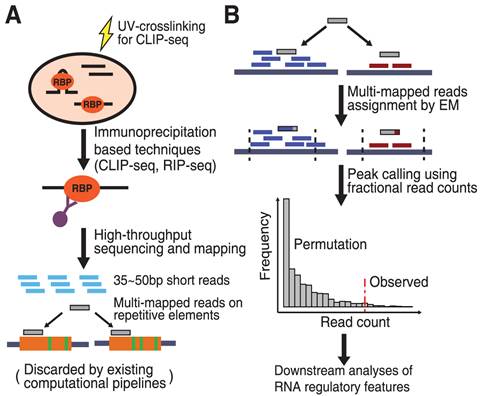 A
UV-crosslinking
for CLIP-seq
RBP
RBP
Immunoprecipitation
based techniques
(CLIP-seq, RIP-seq)
RBP
High-throughput
sequencing and mapping
35~50bp short reads
Multi-mapped reads on
repetitive elements
( Discarded by existing
computational pipelines )
B
Multi-mapped reads
assignment by EM
Peak calling using
fractional read counts
Frequency
Permutation
Observed
Read count
Downstream analyses of
RNA regulatory features